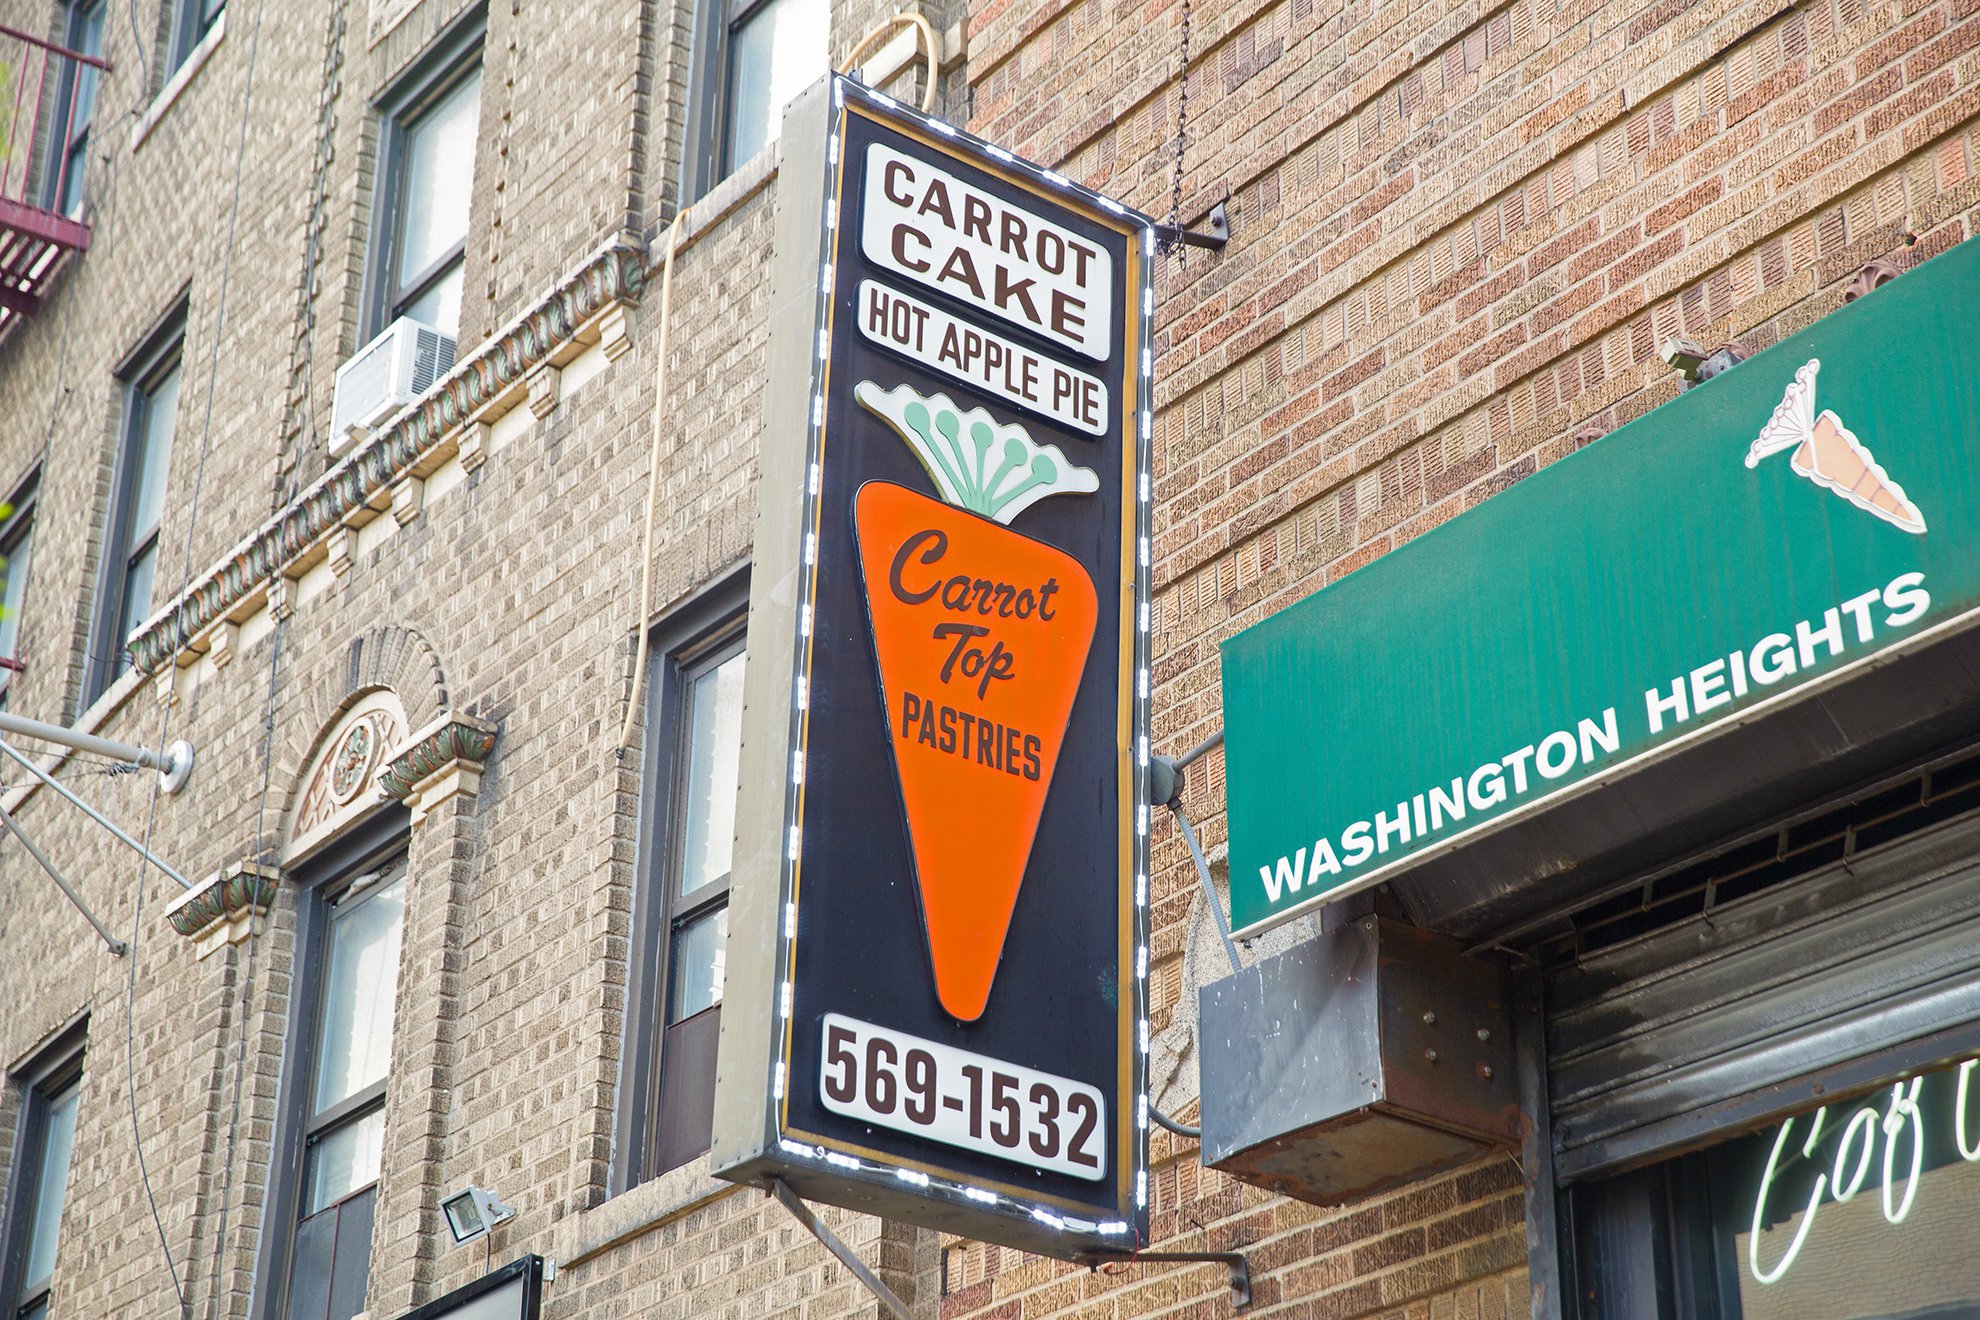 CARROT
CAKE
HOT APPLE PIE
Carrot
Top
PASTRIES
569-1532
WASHINGTON HEIGHTS